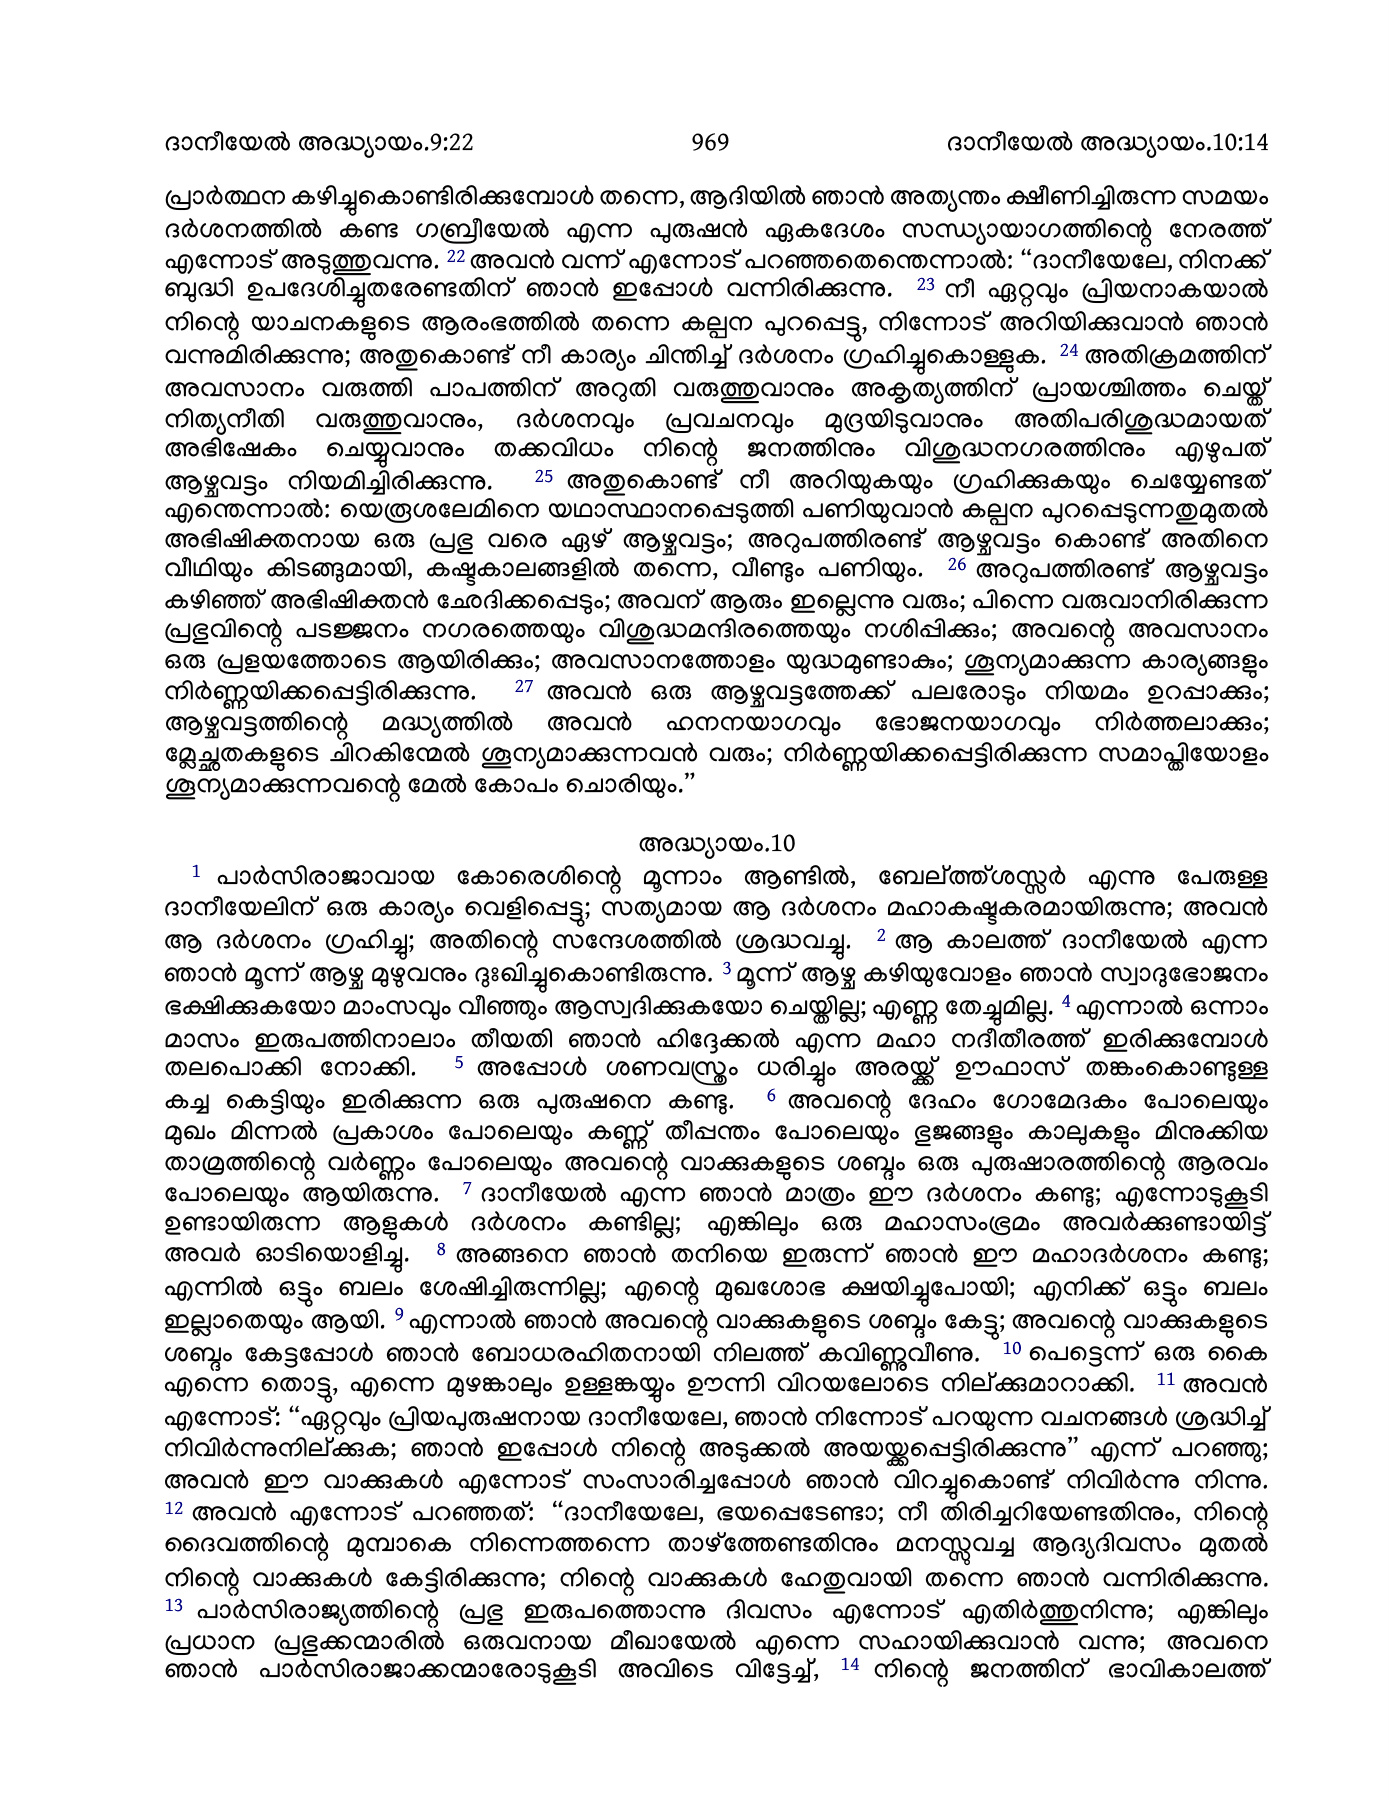 ദാനീയേൽ അദ്ധ്യായം.9:22 969 ദാനീയേൽ അദ്ധ്യായം.10:14
പ്രാർത്ഥന കഴിച്ചുകൊണ്ടിരിക്കുമ്പോൾ തന്നെ, ആദിയിൽ ഞാൻ അത്യന്തം ക്ഷീണിച്ചിരുന്ന സമയം
ദർശനത്തിൽ കണ്ട ഗബ്രീയേൽ എന്ന പുരുഷൻ ഏകദേശം സന്ധ്യായാഗത്തിന്റെ നേരത്ത്
എന്നോട് അടുത്തുവന്നു. 22 അവൻ വന്ന് എന്നോട് പറഞ്ഞതെന്തെന്നാൽ: “ദാനീയേലേ, നിനക്ക്
ബുദ്ധി ഉപദേശിച്ചുതരേണ്ടതിന് ഞാൻ ഇപ്പോൾ വന്നിരിക്കുന്നു. 23 നീ ഏറ്റവും പ്രിയനാകയാൽ
നിന്റെ യാചനകളുടെ ആരംഭത്തിൽ തന്നെ കല്പന പുറപ്പെട്ടു, നിന്നോട് അറിയിക്കുവാൻ ഞാൻ
വന്നുമിരിക്കുന്നു; അതുകൊണ്ട് നീ കാര്യം ചിന്തിച്ച് ദർശനം ഗ്രഹിച്ചുകൊള്ളുക. 24 അതിക്രമത്തിന്
അവസാനം വരുത്തി പാപത്തിന് അറുതി വരുത്തുവാനും അകൃത്യത്തിന് പ്രായശ്ചിത്തം ചെയ്ത്
നിത്യനീതി വരുത്തുവാനും, ദർശനവും പ്രവചനവും മുദ്രയിടുവാനും അതിപരിശുദ്ധമായത്
അഭിഷേകം ചെയ്യുവാനും തക്കവിധം നിന്റെ ജനത്തിനും വിശുദ്ധനഗരത്തിനും എഴുപത്
ആഴ്ചവട്ടം നിയമിച്ചിരിക്കുന്നു. 25 അതുകൊണ്ട് നീ അറിയുകയും ഗ്രഹിക്കുകയും ചെയ്യേണ്ടത്
എന്തെന്നാൽ: യെരൂശലേമിനെ യഥാസ്ഥാനപ്പെടുത്തി പണിയുവാൻ കല്പന പുറപ്പെടുന്നതുമുതൽ
അഭിഷിക്തനായ ഒരു പ്രഭു വരെ ഏഴ് ആഴ്ചവട്ടം; അറുപത്തിരണ്ട് ആഴ്ചവട്ടം കൊണ്ട് അതിനെ
വീഥിയും കിടങ്ങുമായി, കഷ്ടകാലങ്ങളിൽ തന്നെ, വീണ്ടും പണിയും. 26 അറുപത്തിരണ്ട് ആഴ്ചവട്ടം
കഴിഞ്ഞ് അഭിഷിക്തൻ ഛേദിക്കപ്പെടും; അവന് ആരും ഇല്ലെന്നു വരും; പിന്നെ വരുവാനിരിക്കുന്ന
പ്രഭുവിന്റെ പടജ്ജനം നഗരത്തെയും വിശുദ്ധമന്ദിരത്തെയും നശിപ്പിക്കും; അവന്റെ അവസാനം
ഒരു പ്രളയത്തോടെ ആയിരിക്കും; അവസാനത്തോളം യുദ്ധമുണ്ടാകും; ശൂന്യമാക്കുന്ന കാര്യങ്ങളും
നിർണ്ണയിക്കപ്പെട്ടിരിക്കുന്നു. 27 അവൻ ഒരു ആഴ്ചവട്ടത്തേക്ക് പലരോടും നിയമം ഉറപ്പാക്കും;
ആഴ്ചവട്ടത്തിന്റെ മദ്ധ്യത്തിൽ അവൻ ഹനനയാഗവും ഭോജനയാഗവും നിർത്തലാക്കും;
മ്ലേച്ഛതകളുടെ ചിറകിന്മേൽ ശൂന്യമാക്കുന്നവൻ വരും; നിർണ്ണയിക്കപ്പെട്ടിരിക്കുന്ന സമാപ്തിയോളം
ശൂന്യമാക്കുന്നവന്റെ മേൽ കോപം ചൊരിയും.”
അദ്ധ്യായം.10
1 പാർസിരാജാവായ കോരെശിന്റെ മൂന്നാം ആണ്ടിൽ, ബേല്ത്ത്ശസ്സർ എന്നു പേരുള്ള
ദാനീയേലിന് ഒരു കാര്യം വെളിപ്പെട്ടു; സത്യമായ ആ ദർശനം മഹാകഷ്ടകരമായിരുന്നു; അവൻ
ആ ദർശനം ഗ്രഹിച്ചു; അതിന്റെ സന്ദേശത്തിൽ ശ്രദ്ധവച്ചു. 2 ആ കാലത്ത് ദാനീയേൽ എന്ന
ഞാൻ മൂന്ന് ആഴ്ച മുഴുവനും ദുഃഖിച്ചുകൊണ്ടിരുന്നു. 3 മൂന്ന് ആഴ്ച കഴിയുവോളം ഞാൻ സ്വാദുഭോജനം
ഭക്ഷിക്കുകയോ മാംസവും വീഞ്ഞും ആസ്വദിക്കുകയോ ചെയ്തില്ല; എണ്ണ തേച്ചുമില്ല. 4 എന്നാൽ ഒന്നാം
മാസം ഇരുപത്തിനാലാം തീയതി ഞാൻ ഹിദ്ദേക്കൽ എന്ന മഹാ നദീതീരത്ത് ഇരിക്കുമ്പോൾ
തലപൊക്കി നോക്കി. 5 അപ്പോൾ ശണവസ്ത്രം ധരിച്ചും അരയ്ക്ക് ഊഫാസ് തങ്കംകൊണ്ടുള്ള
കച്ച കെട്ടിയും ഇരിക്കുന്ന ഒരു പുരുഷനെ കണ്ടു. 6 അവന്റെ ദേഹം ഗോമേദകം പോലെയും
മുഖം മിന്നൽ പ്രകാശം പോലെയും കണ്ണ് തീപ്പന്തം പോലെയും ഭുജങ്ങളും കാലുകളും മിനുക്കിയ
താമ്രത്തിന്റെ വർണ്ണം പോലെയും അവന്റെ വാക്കുകളുടെ ശബ്ദം ഒരു പുരുഷാരത്തിന്റെ ആരവം
പോലെയും ആയിരുന്നു. 7 ദാനീയേൽ എന്ന ഞാൻ മാത്രം ഈ ദർശനം കണ്ടു; എന്നോടുകൂടി
ഉണ്ടായിരുന്ന ആളുകൾ ദർശനം കണ്ടില്ല; എങ്കിലും ഒരു മഹാസംഭ്രമം അവർക്കുണ്ടായിട്ട്
അവർ ഓടിയൊളിച്ചു. 8 അങ്ങനെ ഞാൻ തനിയെ ഇരുന്ന് ഞാൻ ഈ മഹാദർശനം കണ്ടു;
എന്നിൽ ഒട്ടും ബലം ശേഷിച്ചിരുന്നില്ല; എന്റെ മുഖശോഭ ക്ഷയിച്ചുപോയി; എനിക്ക് ഒട്ടും ബലം
ഇല്ലാതെയും ആയി. 9 എന്നാൽ ഞാൻ അവന്റെ വാക്കുകളുടെ ശബ്ദം കേട്ടു; അവന്റെ വാക്കുകളുടെ
ശബ്ദം കേട്ടപ്പോൾ ഞാൻ ബോധരഹിതനായി നിലത്ത് കവിണ്ണുവീണു. 10 പെട്ടെന്ന് ഒരു കൈ
എന്നെ തൊട്ടു, എന്നെ മുഴങ്കാലും ഉള്ളങ്കയ്യും ഊന്നി വിറയലോടെ നില്ക്കുമാറാക്കി. 11 അവൻ
എന്നോട്: “ഏറ്റവും പ്രിയപുരുഷനായ ദാനീയേലേ, ഞാൻ നിന്നോട് പറയുന്ന വചനങ്ങൾ ശ്രദ്ധിച്ച്
നിവിർന്നുനില്ക്കുക; ഞാൻ ഇപ്പോൾ നിന്റെ അടുക്കൽ അയയ്ക്കപ്പെട്ടിരിക്കുന്നു” എന്ന് പറഞ്ഞു;
അവൻ ഈ വാക്കുകൾ എന്നോട് സംസാരിച്ചപ്പോൾ ഞാൻ വിറച്ചുകൊണ്ട് നിവിർന്നു നിന്നു.
12 അവൻ എന്നോട് പറഞ്ഞത്: “ദാനീയേലേ, ഭയപ്പെടേണ്ടാ; നീ തിരിച്ചറിയേണ്ടതിനും, നിന്റെ
ദൈവത്തിന്റെ മുമ്പാകെ നിന്നെത്തന്നെ താഴ്ത്തേണ്ടതിനും മനസ്സുവച്ച ആദ്യദിവസം മുതൽ
നിന്റെ വാക്കുകൾ കേട്ടിരിക്കുന്നു; നിന്റെ വാക്കുകൾ ഹേതുവായി തന്നെ ഞാൻ വന്നിരിക്കുന്നു.
13 പാർസിരാജ്യത്തിന്റെ പ്രഭു ഇരുപത്തൊന്നു ദിവസം എന്നോട് എതിർത്തുനിന്നു; എങ്കിലും
പ്രധാന പ്രഭുക്കന്മാരിൽ ഒരുവനായ മീഖായേൽ എന്നെ സഹായിക്കുവാൻ വന്നു; അവനെ
ഞാൻ പാർസിരാജാക്കന്മാരോടുകൂടി അവിടെ വിട്ടേച്ച്, 14 നിന്റെ ജനത്തിന് ഭാവികാലത്ത്